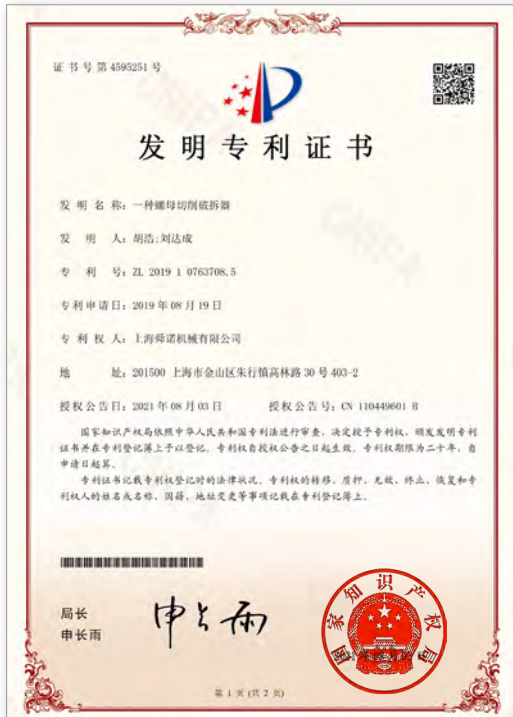 证书号第4595251号
发明专利证书
发明名称：一种螺母切削破拆器
发明人：胡浩;刘达成
专利号：ZL 2019 1 0763708.5
专利申请日：2019年08月19日
专利权人：上海舜诺机械有限公司
地址：201500 上海市金山区朱行镇高林路30号403-2
授权公告日：2021年08月03日 授权公告号：CN 110449601 B
国家知识产权局依照中华人民共和国专利法进行审查，决定授予专利权，颁发发明专利
证书并在专利登记簿上予以登记。专利权自授权公告之日起生效。专利权期限为二十年，自
申请日起算。
专利证书记载专利权登记时的法律状况。专利权的转移、质押、无效、终止、恢复和专
利权人的姓名或名称、国籍、地址变更等事项记载在专利登记簿上。
局长
申长雨
申长雨
国家知识产权局
第 1 页 (共 2 页)